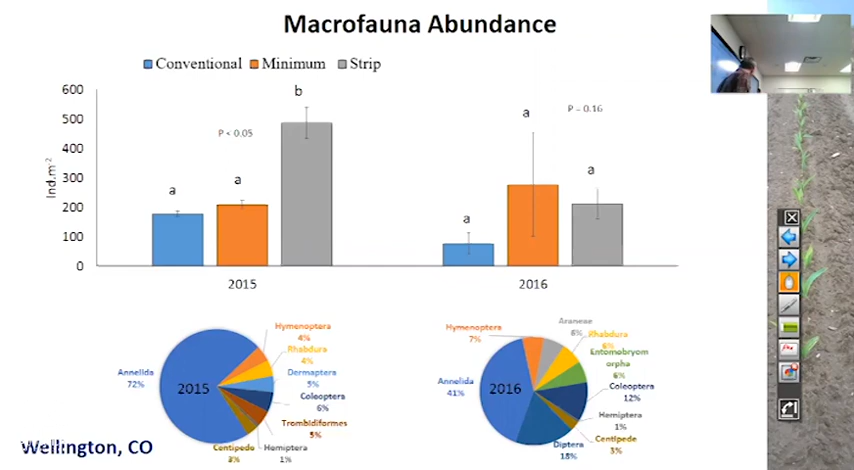 Macrofauna Abundance
Conventional Minimum Strip
600
500
400
300
200
100
0
Ind.m-2
P < 0.05
a
a
b
2015
P = 0.16
a
a
a
2016
2015
Hymenoptera
4%
Rhabdura
4%
Dermaptera
5%
Coleoptera
6%
Trombidiformes
5%
Hemiptera
1%
Centipede
3%
Annelida
72%
2016
Hymenoptera
7%
Araneae
6%
Rhabdura
6%
Entomobryom
orpha
6%
Coleoptera
12%
Hemiptera
1%
Centipede
3%
Diptera
18%
Annelida
41%
Wellington, CO